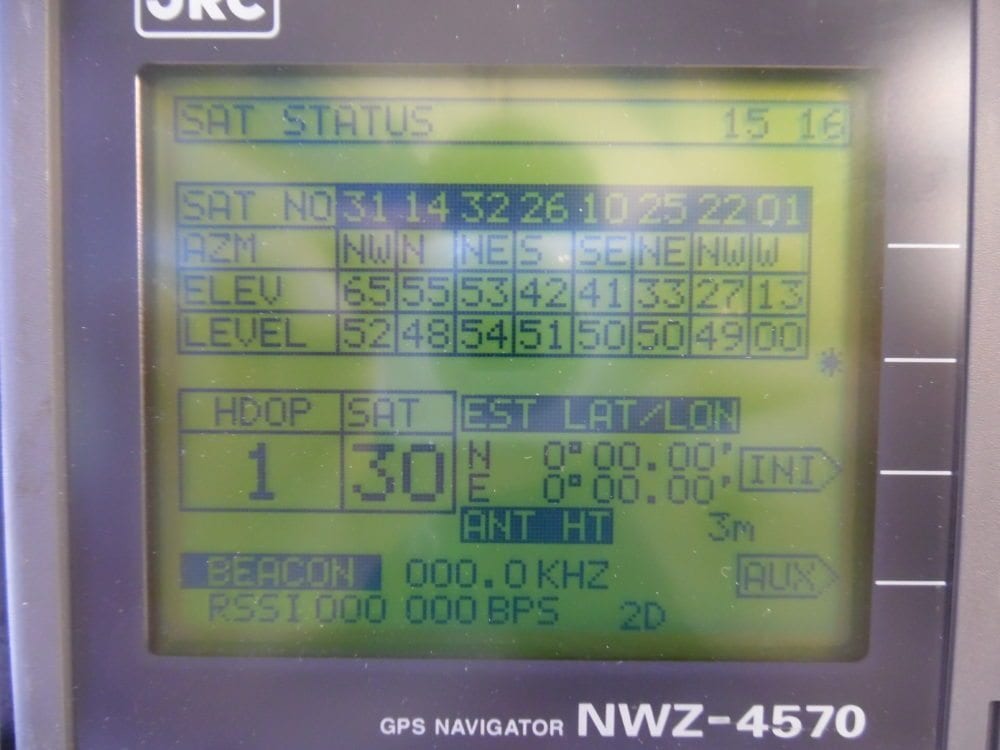 JRC
SAT STATUS 15 16
SAT NO 31 14 32 26 10 25 22 01
AZM NW N NE S SE NE NW W
ELEV 65 55 53 42 41 33 27 13
LEVEL 52 48 54 51 50 50 49 00
*
HDOP SAT EST LAT/LON
1 30 N 0°00.00' INI
E 0°00.00'
ANT HT 3m
BEACON 000.0KHZ AUX
RSSI 000 000BPS 2D
GPS NAVIGATOR NWZ-4570